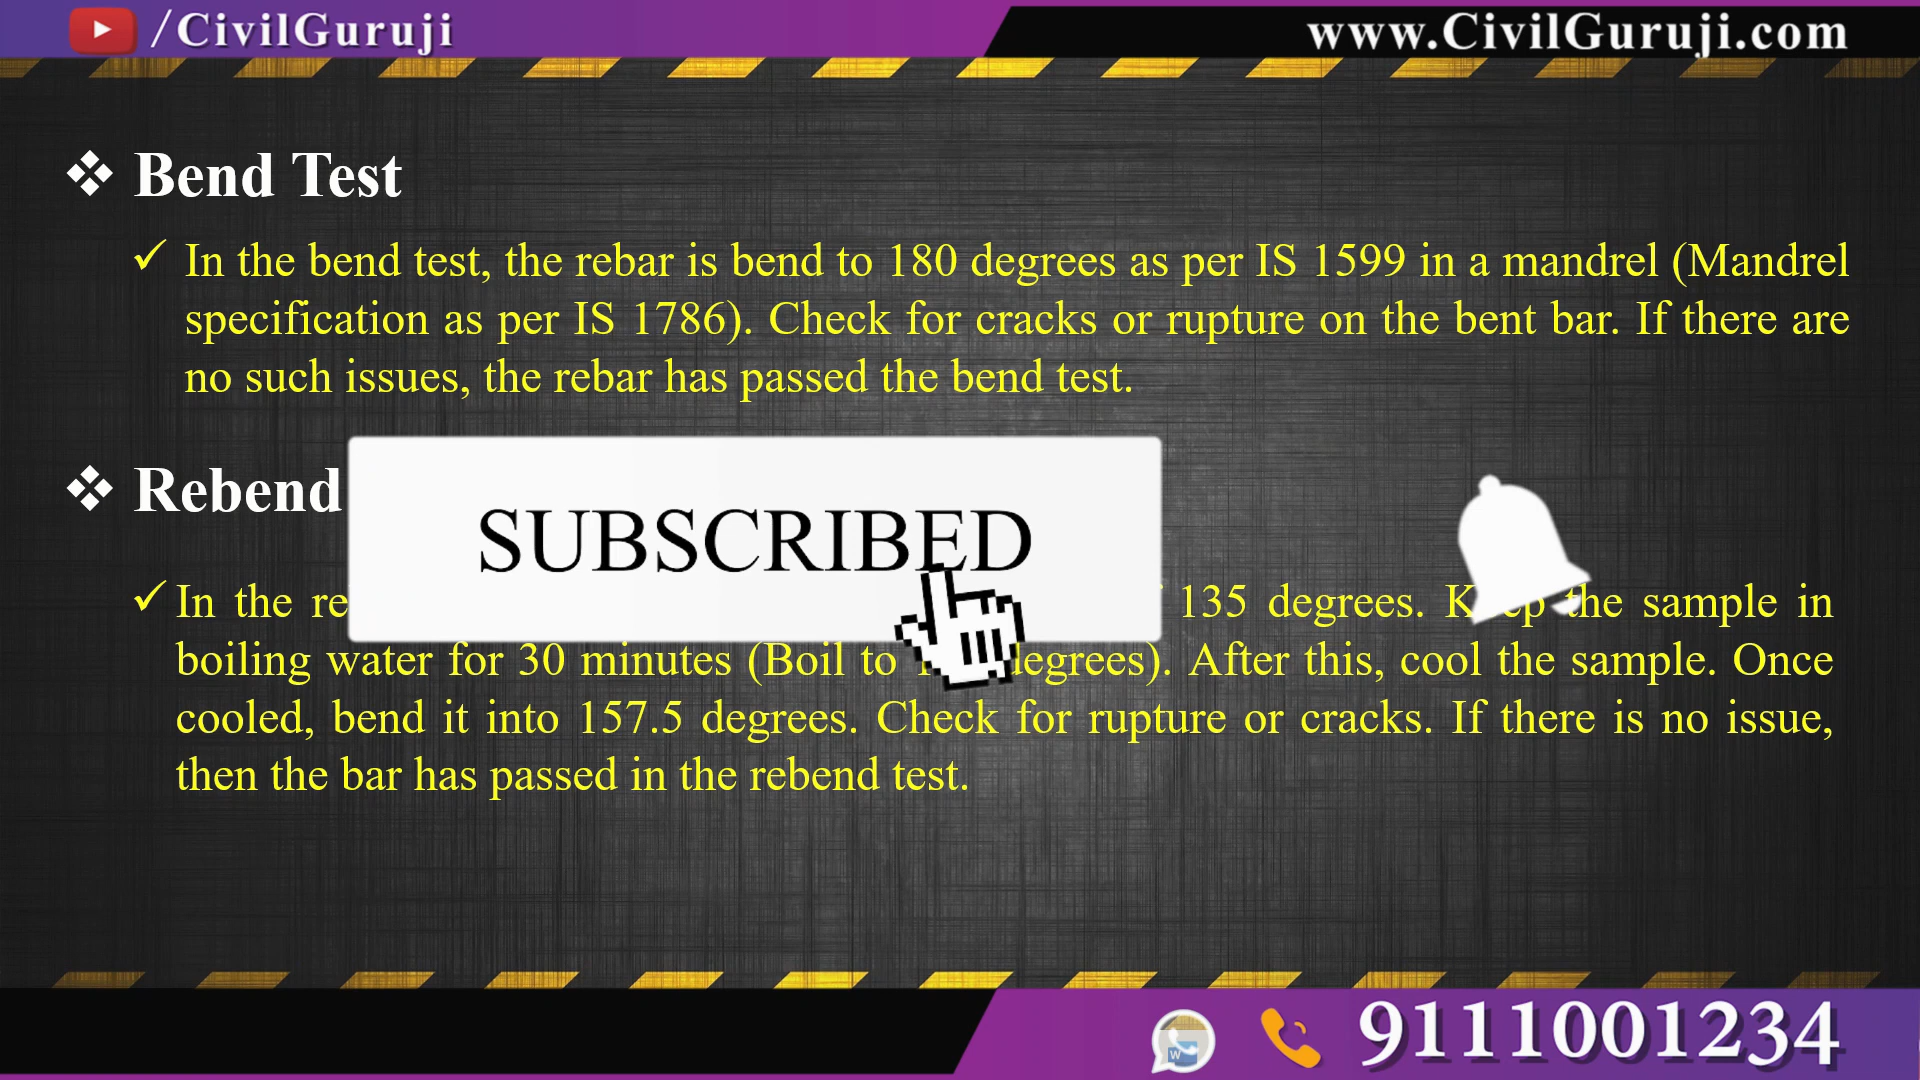 /CivilGuruji
www.CivilGuruji.com
Bend Test
In the bend test, the rebar is bend to 180 degrees as per IS 1599 in a mandrel (Mandrel
specification as per IS 1786). Check for cracks or rupture on the bent bar. If there are
no such issues, the rebar has passed the bend test.
Rebend
SUBSCRIBED
In the 135 degrees. the sample in
boiling water for 30 minutes (Boil to degrees). After this, cool the sample. Once
cooled, bend it into 157.5 degrees. Check for rupture or cracks. If there is no issue,
then the bar has passed in the rebend test.
W
9111001234